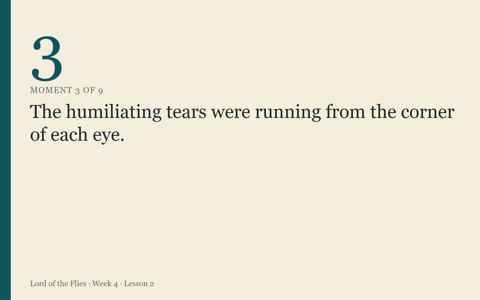 3
MOMENT 3 OF 9
The humiliating tears were running from the corner
of each eye.
Lord of the Flies · Week 4 · Lesson 2